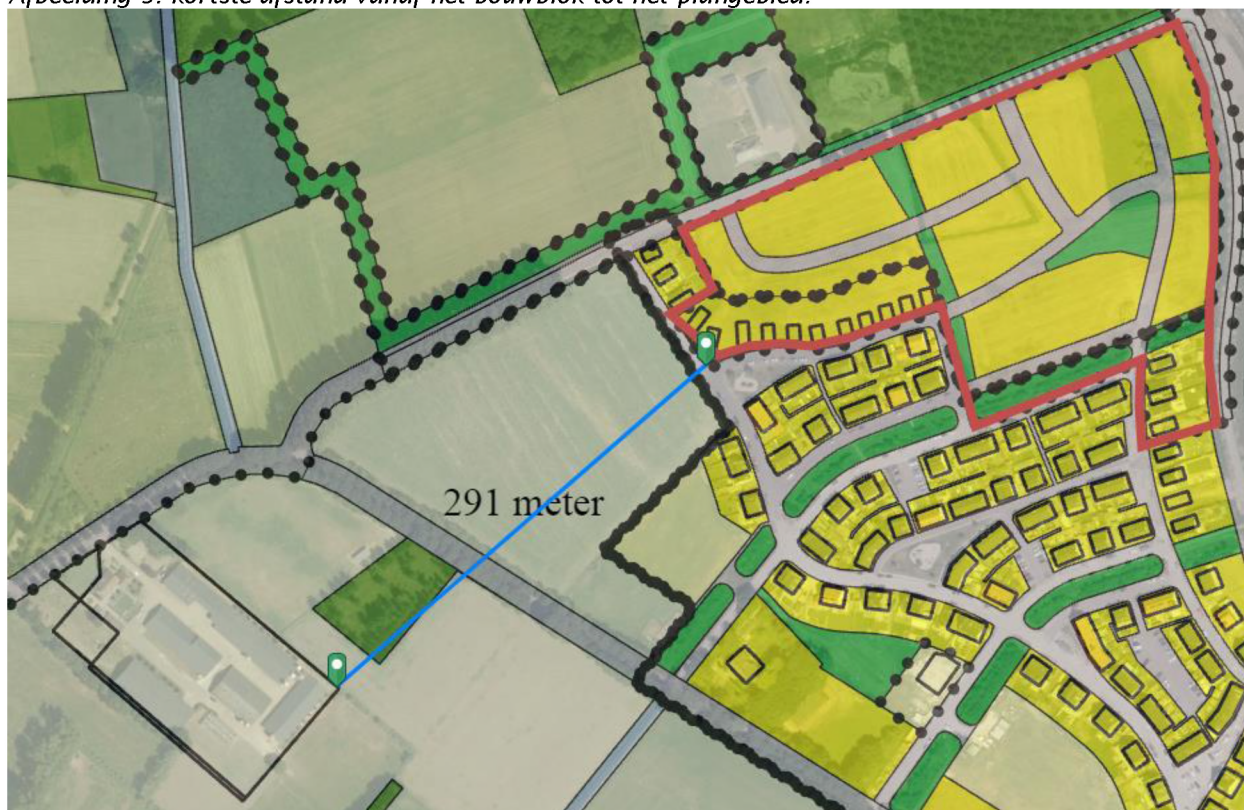 Afbeelding 3: kortste afstand vanaf het bouwblok tot het plangebied.
291 meter